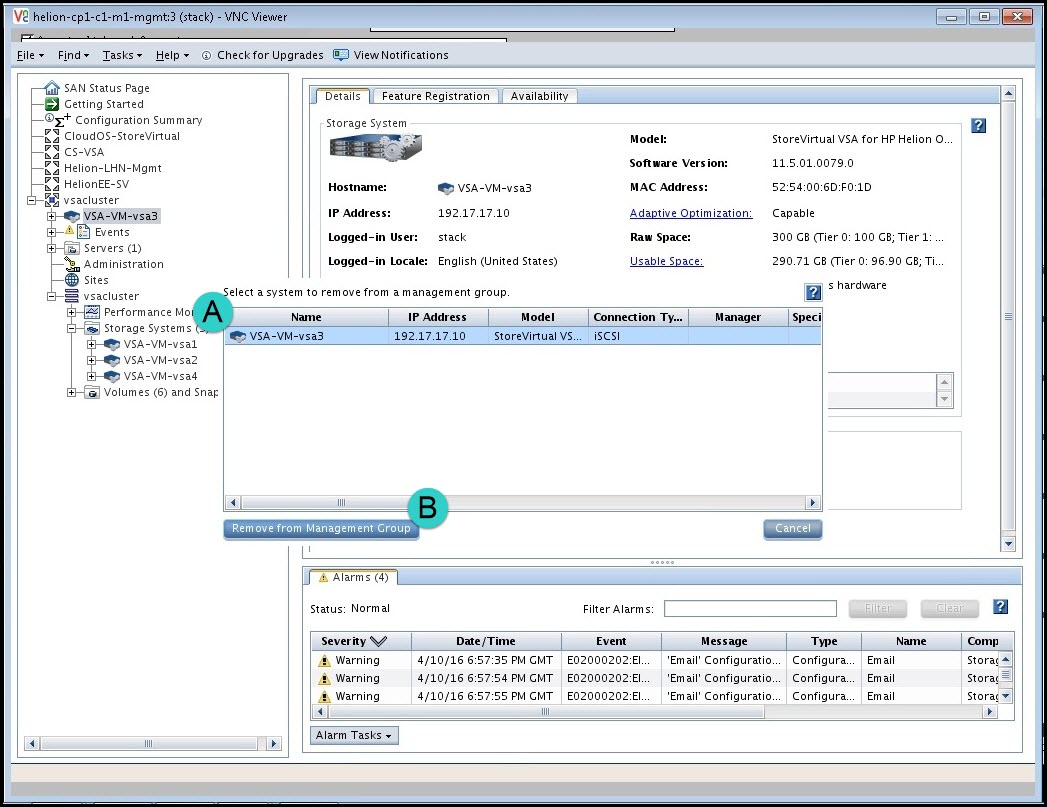 helion-cp1-c1-m1-mgmt:3 (stack) - VNC Viewer
File Find Tasks Help Check for Upgrades View Notifications
SAN Status Page
Getting Started
Configuration Summary
CloudOS-StoreVirtual
CS-VSA
Helion-LHN-Mgmt
HelionEE-SV
vsacluster
VSA-VM-vsa3
Events
Servers (1)
Administration
Sites
vsacluster
Performance Mo
Storage Systems (
VSA-VM-vsa1
VSA-VM-vsa2
VSA-VM-vsa4
Volumes (6) and Snap
Details Feature Registration Availability
Storage System
Model: StoreVirtual VSA for HP Helion O...
Software Version: 11.5.01.0079.0
Hostname: VSA-VM-vsa3 MAC Address: 52:54:00:6D:F0:1D
IP Address: 192.17.17.10 Adaptive Optimization: Capable
Logged-in User: stack Raw Space: 300 GB (Tier 0: 100 GB; Tier 1: ...
Logged-in Locale: English (United States) Usable Space: 290.71 GB (Tier 0: 96.90 GB; Ti...
s hardware
Select a system to remove from a management group.
A
Name IP Address Model Connection Ty... Manager Speci
VSA-VM-vsa3 192.17.17.10 StoreVirtual VS... iSCSI
B
Remove from Management Group Cancel
Alarms (4)
Status: Normal Filter Alarms: Filter Clear
Severity Date/Time Event Message Type Name Comp
Warning 4/10/16 6:57:35 PM GMT E02000202:EI... 'Email' Configuratio... Configura... Email Storag
Warning 4/10/16 6:57:54 PM GMT E02000202:EI... 'Email' Configuratio... Configura... Email Storag
Warning 4/10/16 6:57:55 PM GMT E02000202:EI... 'Email' Configuratio... Configura... Email Storag
Alarm Tasks